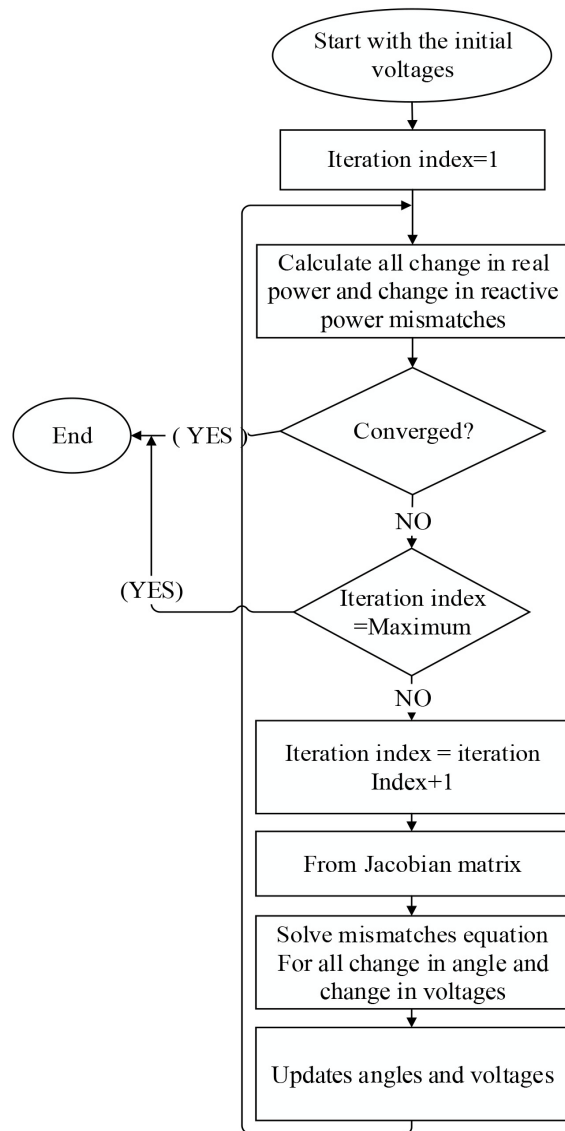 Start with the initial
voltages
Iteration index=1
Calculate all change in real
power and change in reactive
power mismatches
Converged?
( YES )
End
NO
Iteration index
=Maximum
(YES)
NO
Iteration index = iteration
Index+1
From Jacobian matrix
Solve mismatches equation
For all change in angle and
change in voltages
Updates angles and voltages